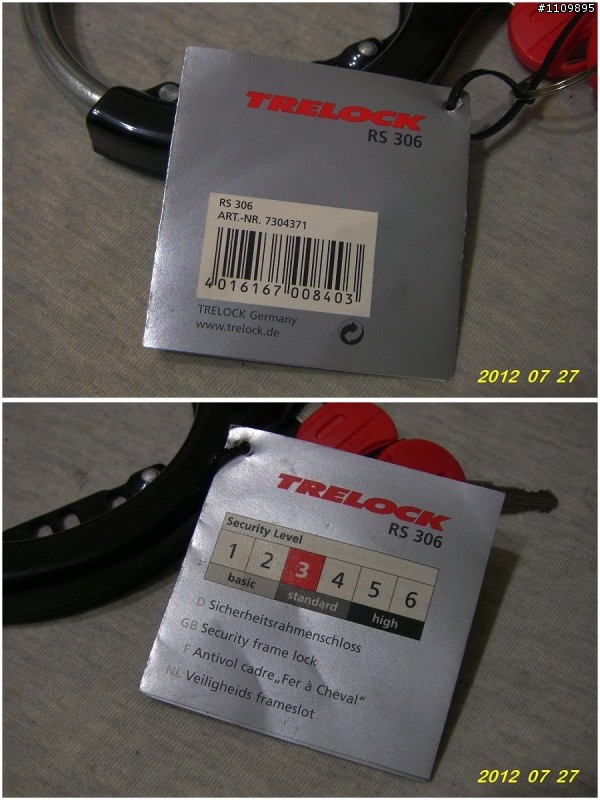 #1109895
TRELOCK
RS 306
RS 306
ART.-NR. 7304371
4016167 008403
TRELOCK Germany
www.trelock.de
2012 07 27
TRELOCK
RS 306
Security Level
1 2 3 4 5 6
basic standard high
D Sicherheitsrahmenschloss
GB Security frame lock
F Antivol cadre „Fer à Cheval“
NL Veiligheids frameslot
2012 07 27